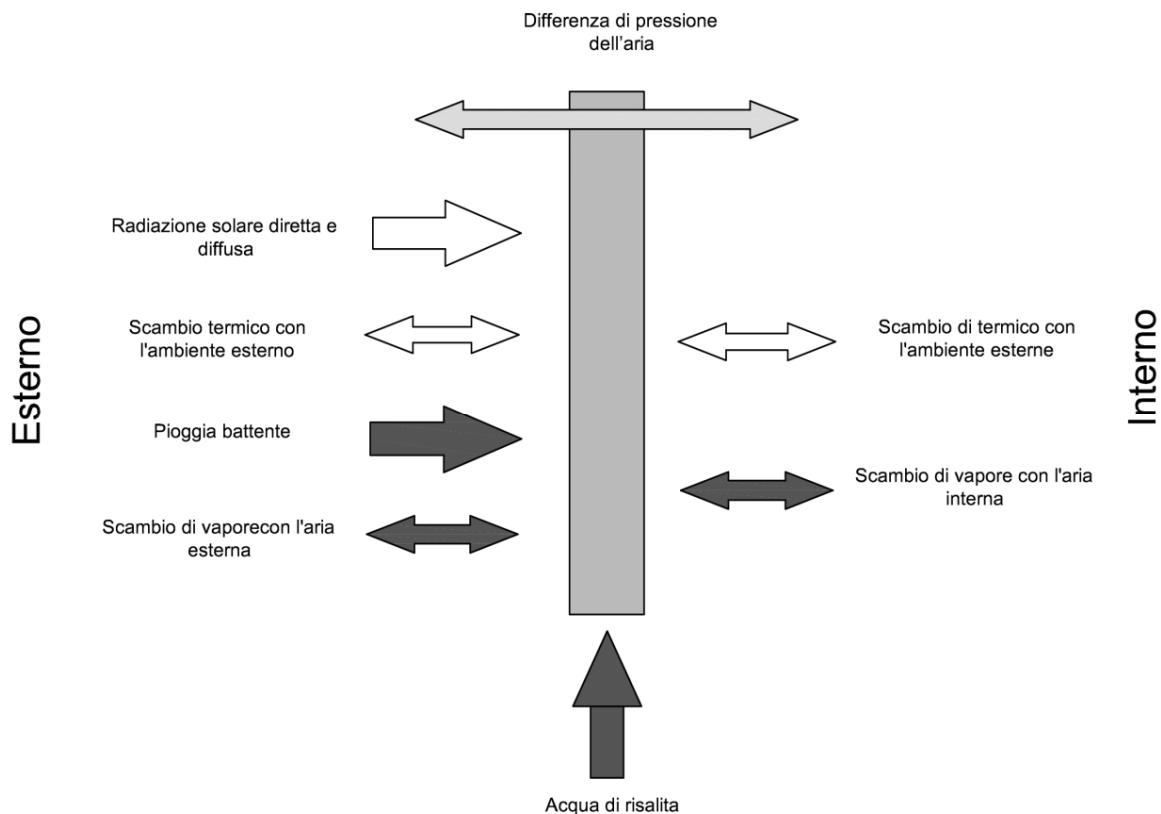 Differenza di pressione
dell'aria
Radiazione solare diretta e
diffusa
Scambio termico con
l'ambiente esterno
Scambio di termico con
l'ambiente esterne
Esterno
Interno
Pioggia battente
Scambio di vapore con l'aria
interna
Scambio di vaporecon l'aria
esterna
Acqua di risalita